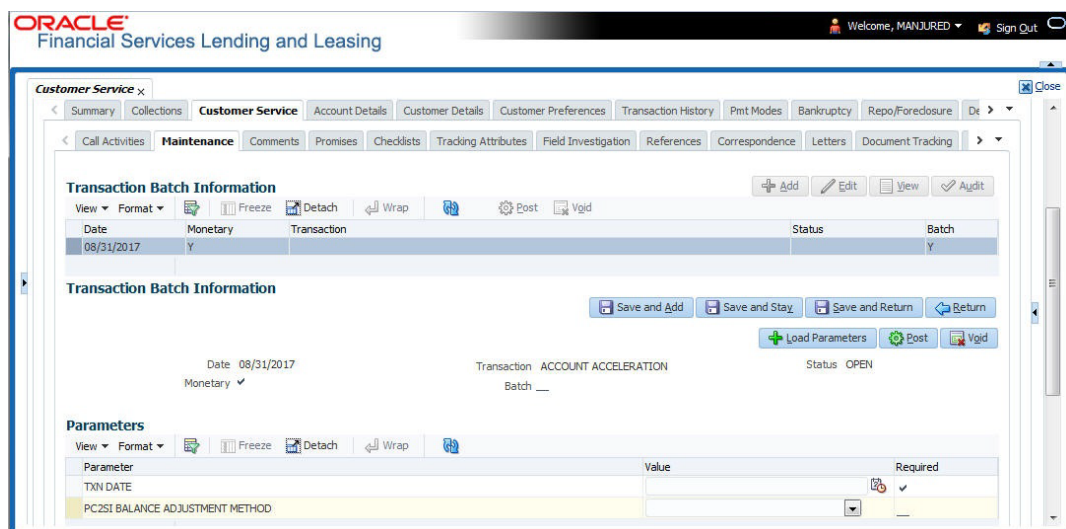 ORACLE®
Financial Services Lending and Leasing
Welcome, MANJURED Sign Out
Customer Service x Close
Summary Collections Customer Service Account Details Customer Details Customer Preferences Transaction History Pmt Modes Bankruptcy Repo/Foreclosure De
Call Activities Maintenance Comments Promises Checklists Tracking Attributes Field Investigation References Correspondence Letters Document Tracking
Transaction Batch Information Add Edit View Audit
View Format Freeze Detach Wrap Post Void
Date Monetary Transaction Status Batch
08/31/2017 Y Y
Transaction Batch Information
Save and Add Save and Stay Save and Return Return
Load Parameters Post Void
Date 08/31/2017 Transaction ACCOUNT ACCELERATION Status OPEN
Monetary Batch
Parameters
View Format Freeze Detach Wrap
Parameter Value Required
TXN DATE
PC2SI BALANCE ADJUSTMENT METHOD